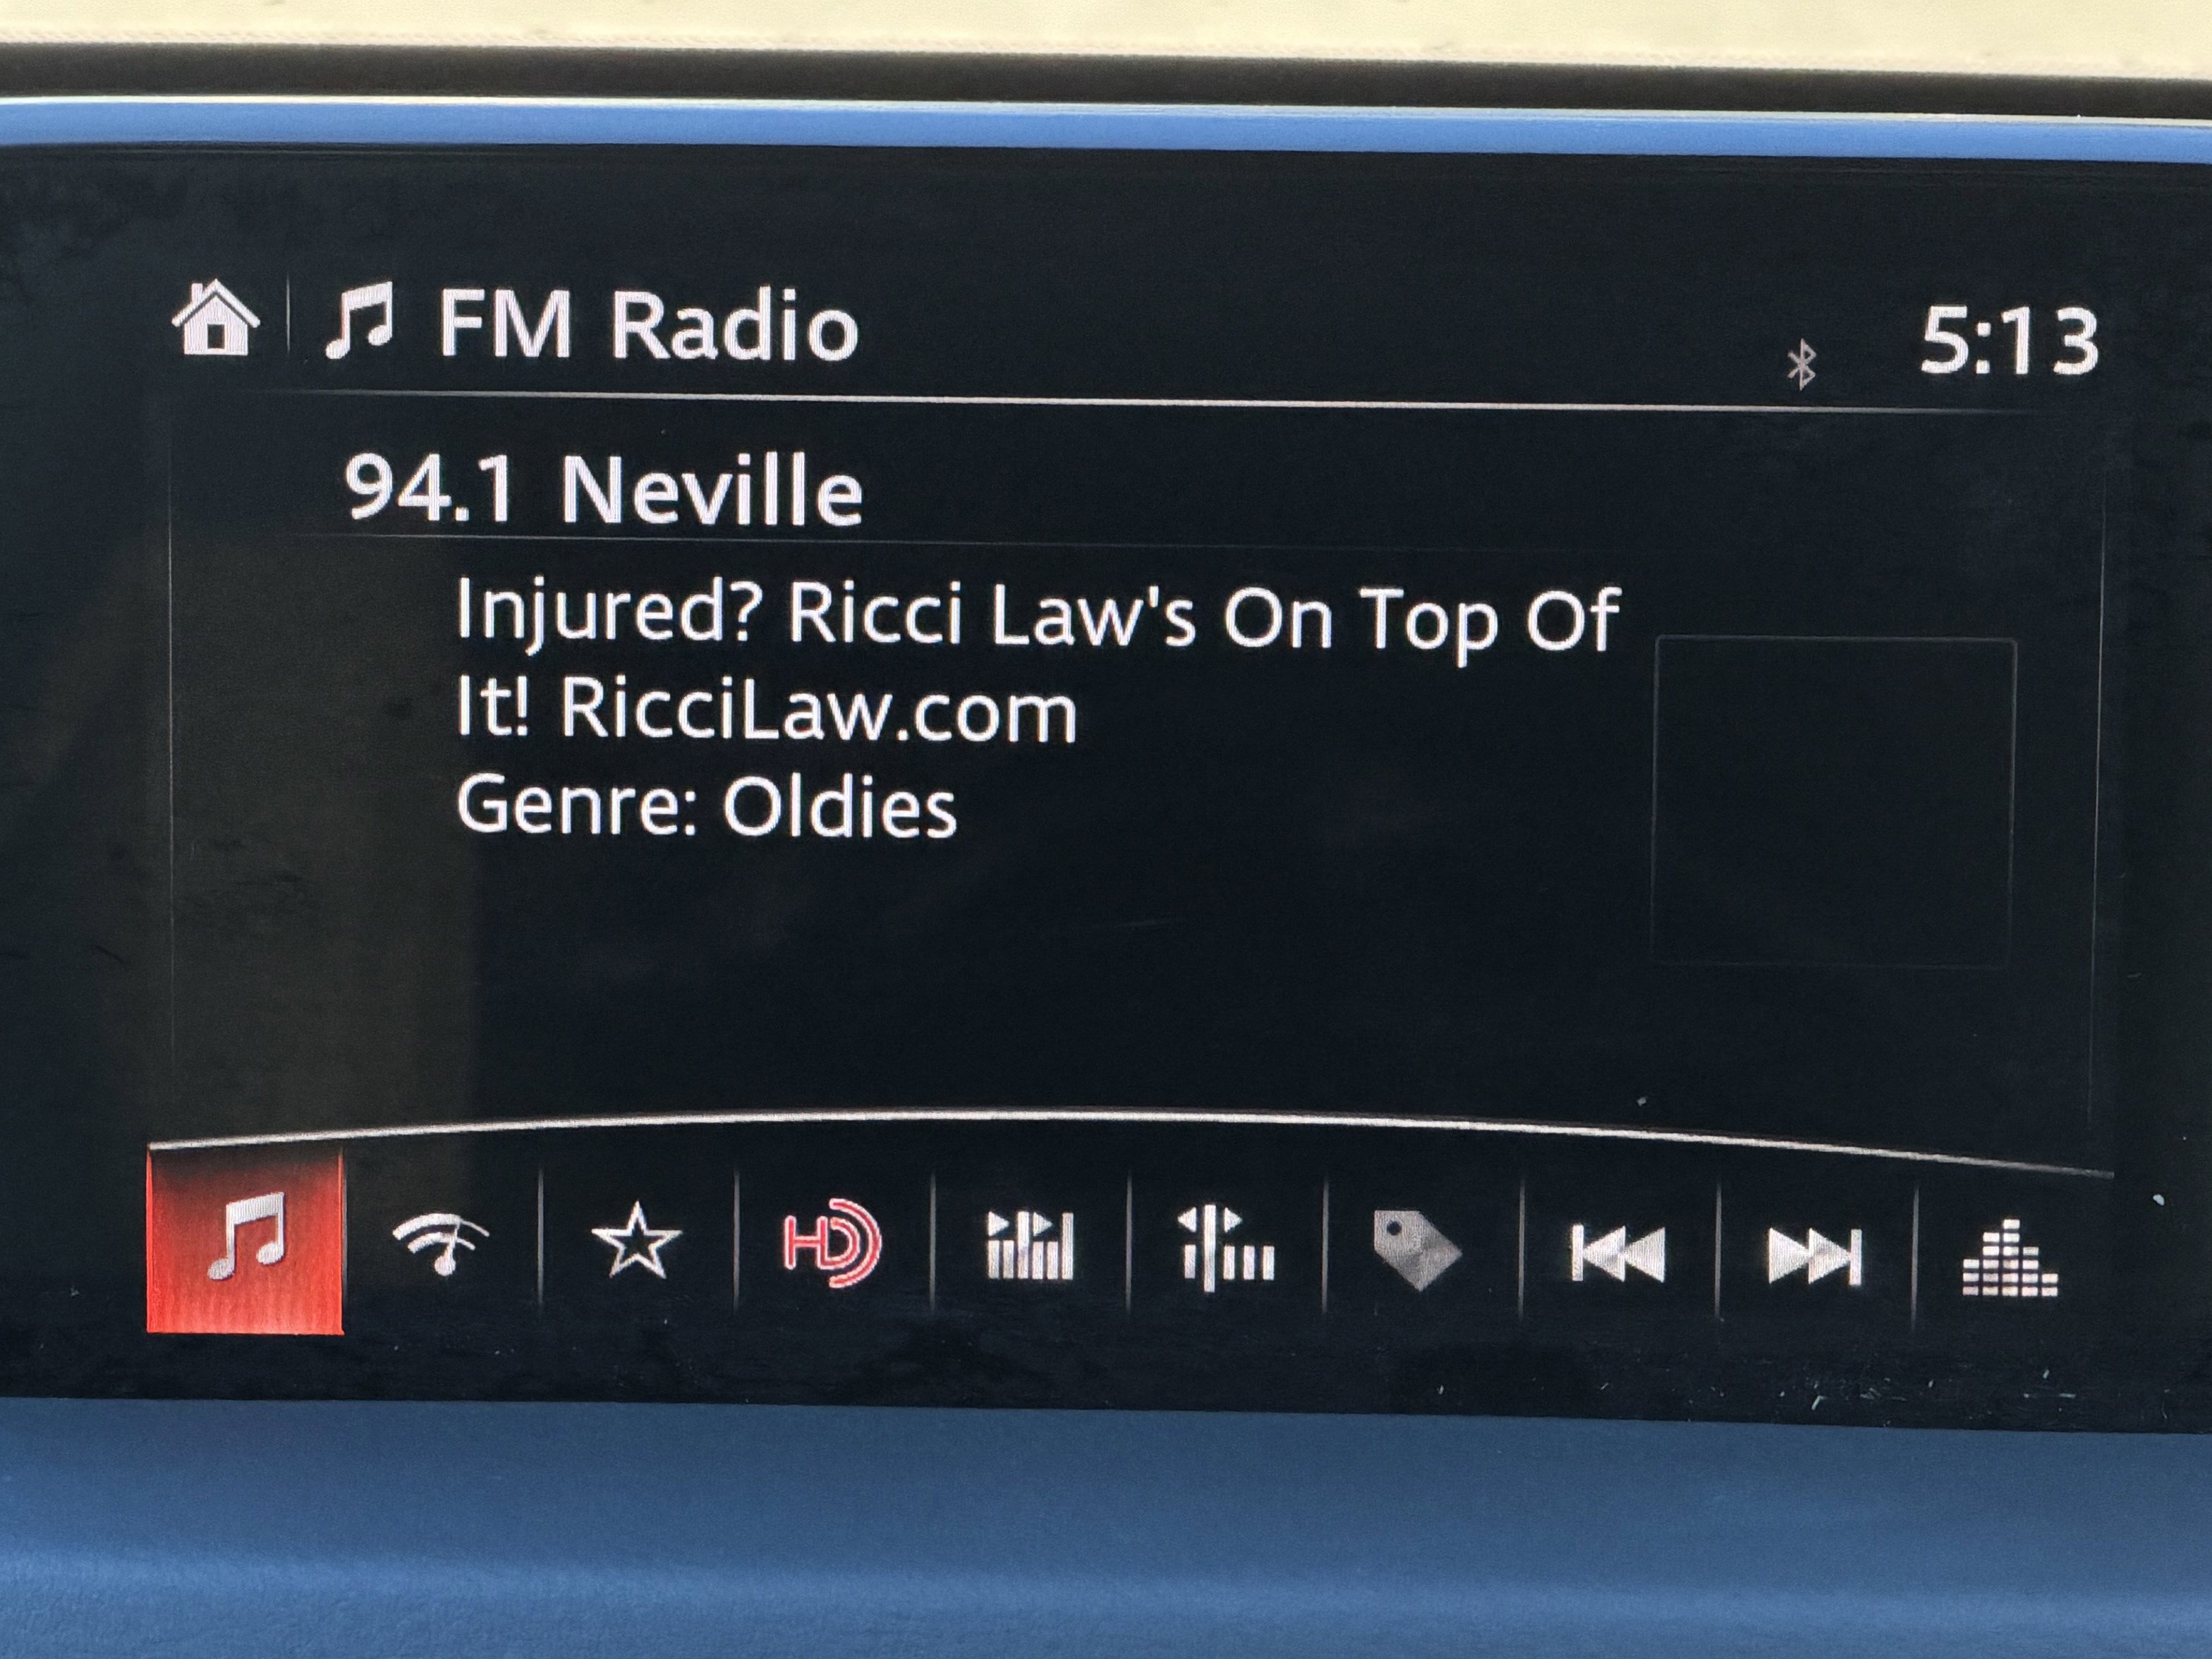 FM Radio
5:13
94.1 Neville
Injured? Ricci Law's On Top Of
It! RicciLaw.com
Genre: Oldies
HD